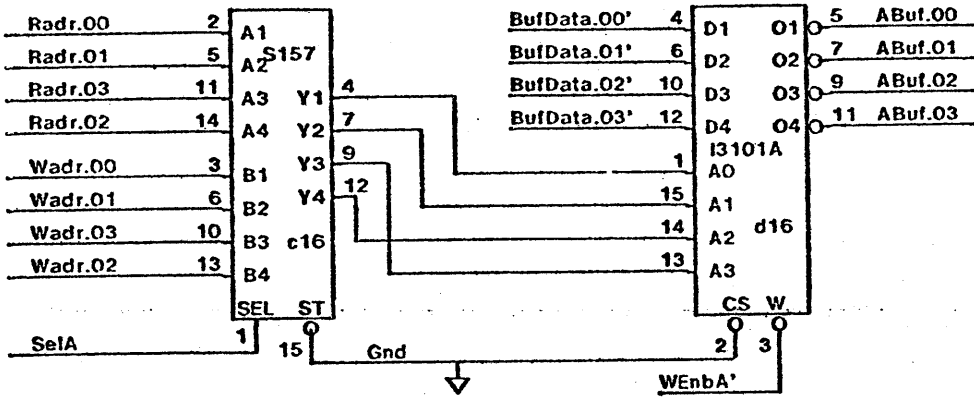 Radr.00 2 A1
Radr.01 5 A2 S157
Radr.03 11 A3 Y1 4
Radr.02 14 A4 Y2 7
Wadr.00 3 B1 Y3 9
Wadr.01 6 B2 Y4 12
Wadr.03 10 B3 c16
Wadr.02 13 B4
SEL ST
SelA 1 15 Gnd
BufData.00' 4 D1 O1 5 ABuf.00
BufData.01' 6 D2 O2 7 ABuf.01
BufData.02' 10 D3 O3 9 ABuf.02
BufData.03' 12 D4 O4 11 ABuf.03
I3101A
1 A0
15 A1
14 A2 d16
13 A3
CS W
2 3
WEnbA'